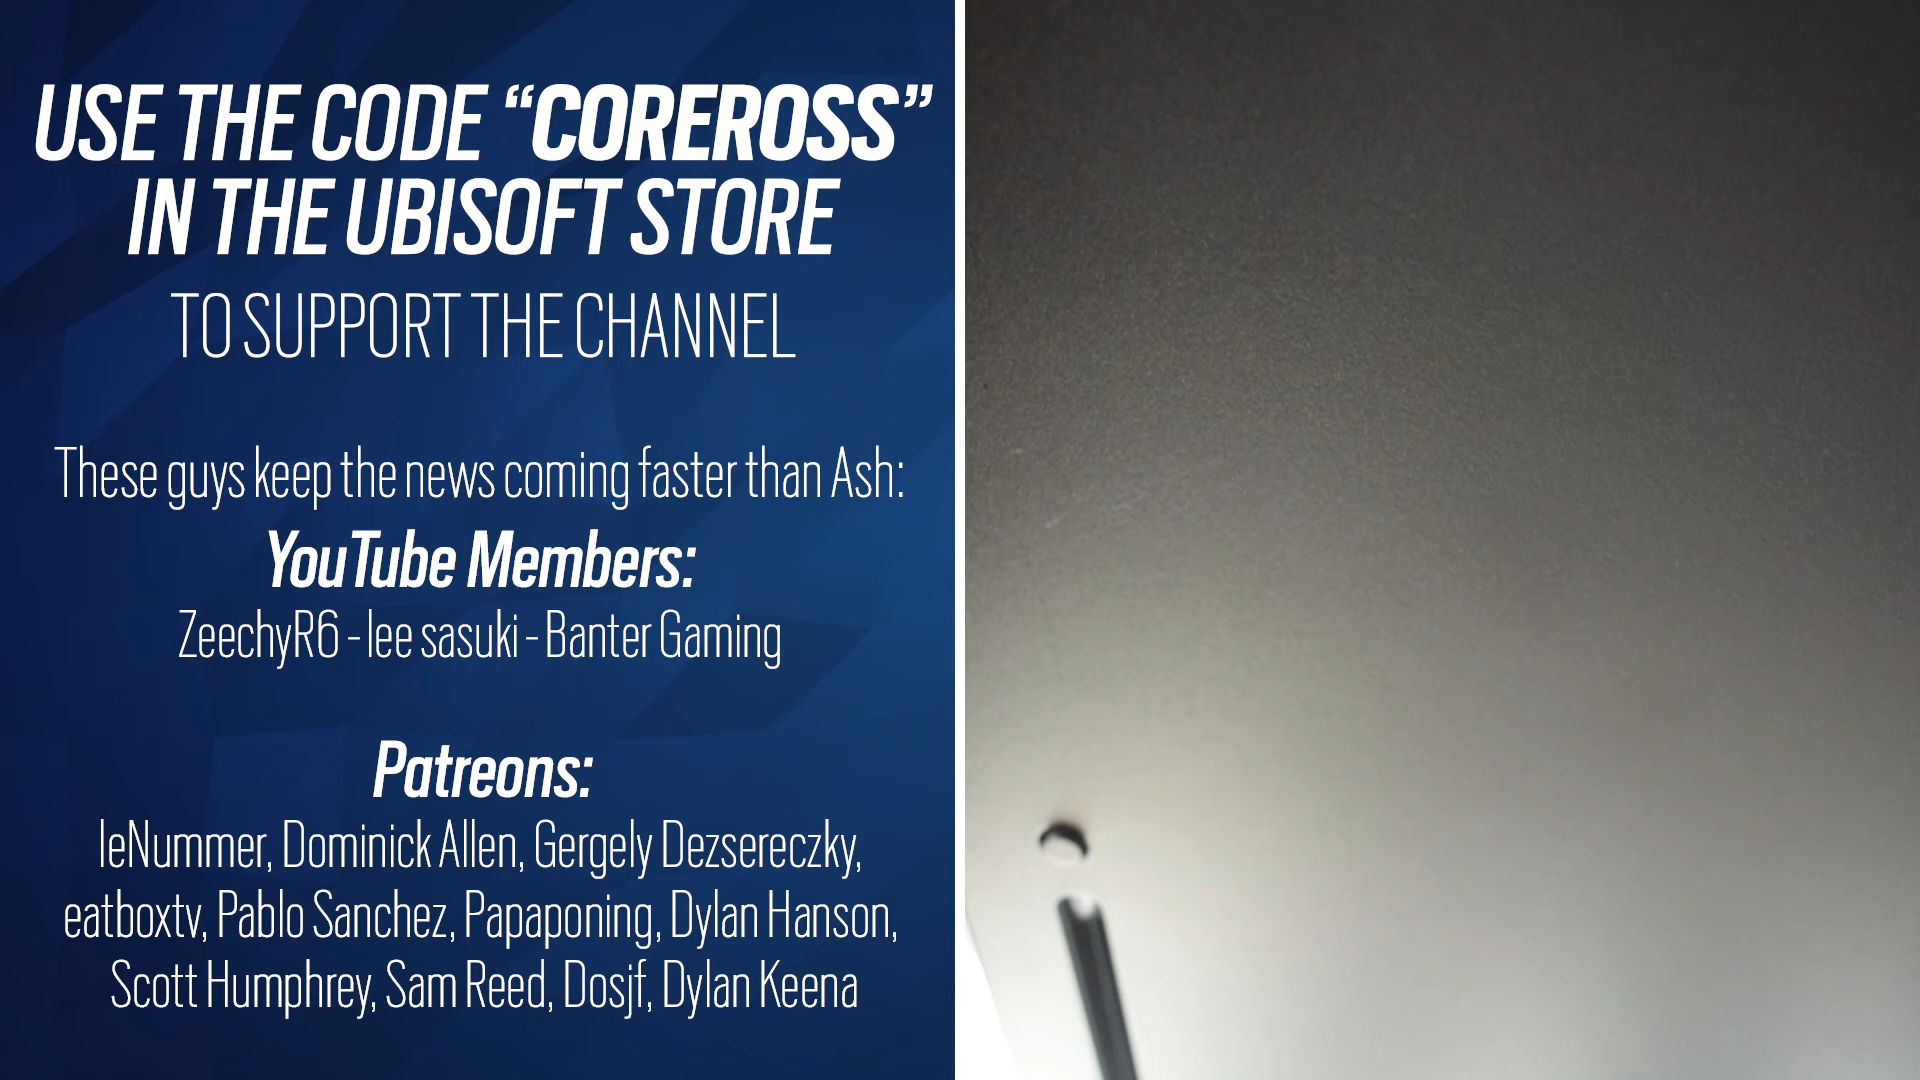 USE THE CODE “COREROSS”
IN THE UBISOFT STORE
TO SUPPORT THE CHANNEL
These guys keep the news coming faster than Ash:
YouTube Members:
ZeechyR6 - lee sasuki - Banter Gaming
Patreons:
leNummer, Dominick Allen, Gergely Dezsereczky,
eatboxtv, Pablo Sanchez, Papaponing, Dylan Hanson,
Scott Humphrey, Sam Reed, Dosjf, Dylan Keena